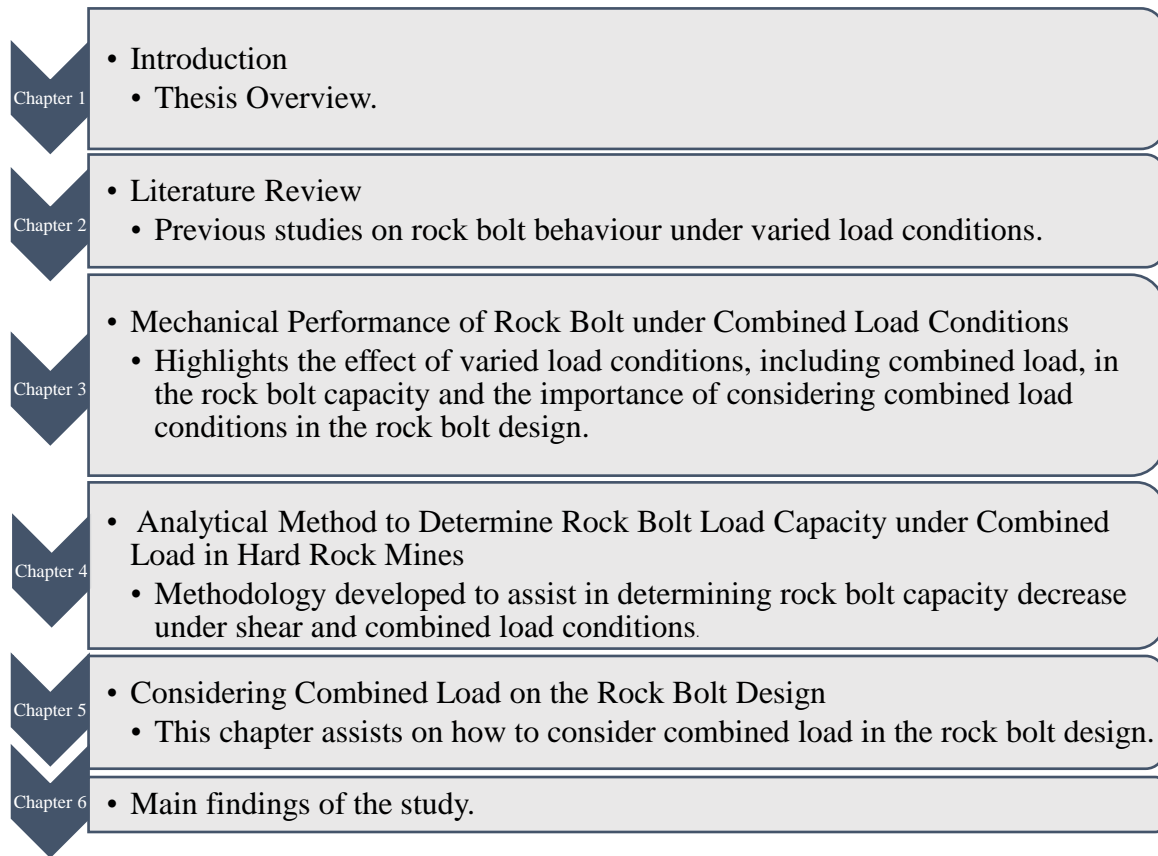 Chapter 1
• Introduction
• Thesis Overview.
Chapter 2
• Literature Review
• Previous studies on rock bolt behaviour under varied load conditions.
Chapter 3
• Mechanical Performance of Rock Bolt under Combined Load Conditions
• Highlights the effect of varied load conditions, including combined load, in
the rock bolt capacity and the importance of considering combined load
conditions in the rock bolt design.
Chapter 4
• Analytical Method to Determine Rock Bolt Load Capacity under Combined
Load in Hard Rock Mines
• Methodology developed to assist in determining rock bolt capacity decrease
under shear and combined load conditions.
Chapter 5
• Considering Combined Load on the Rock Bolt Design
• This chapter assists on how to consider combined load in the rock bolt design.
Chapter 6
• Main findings of the study.